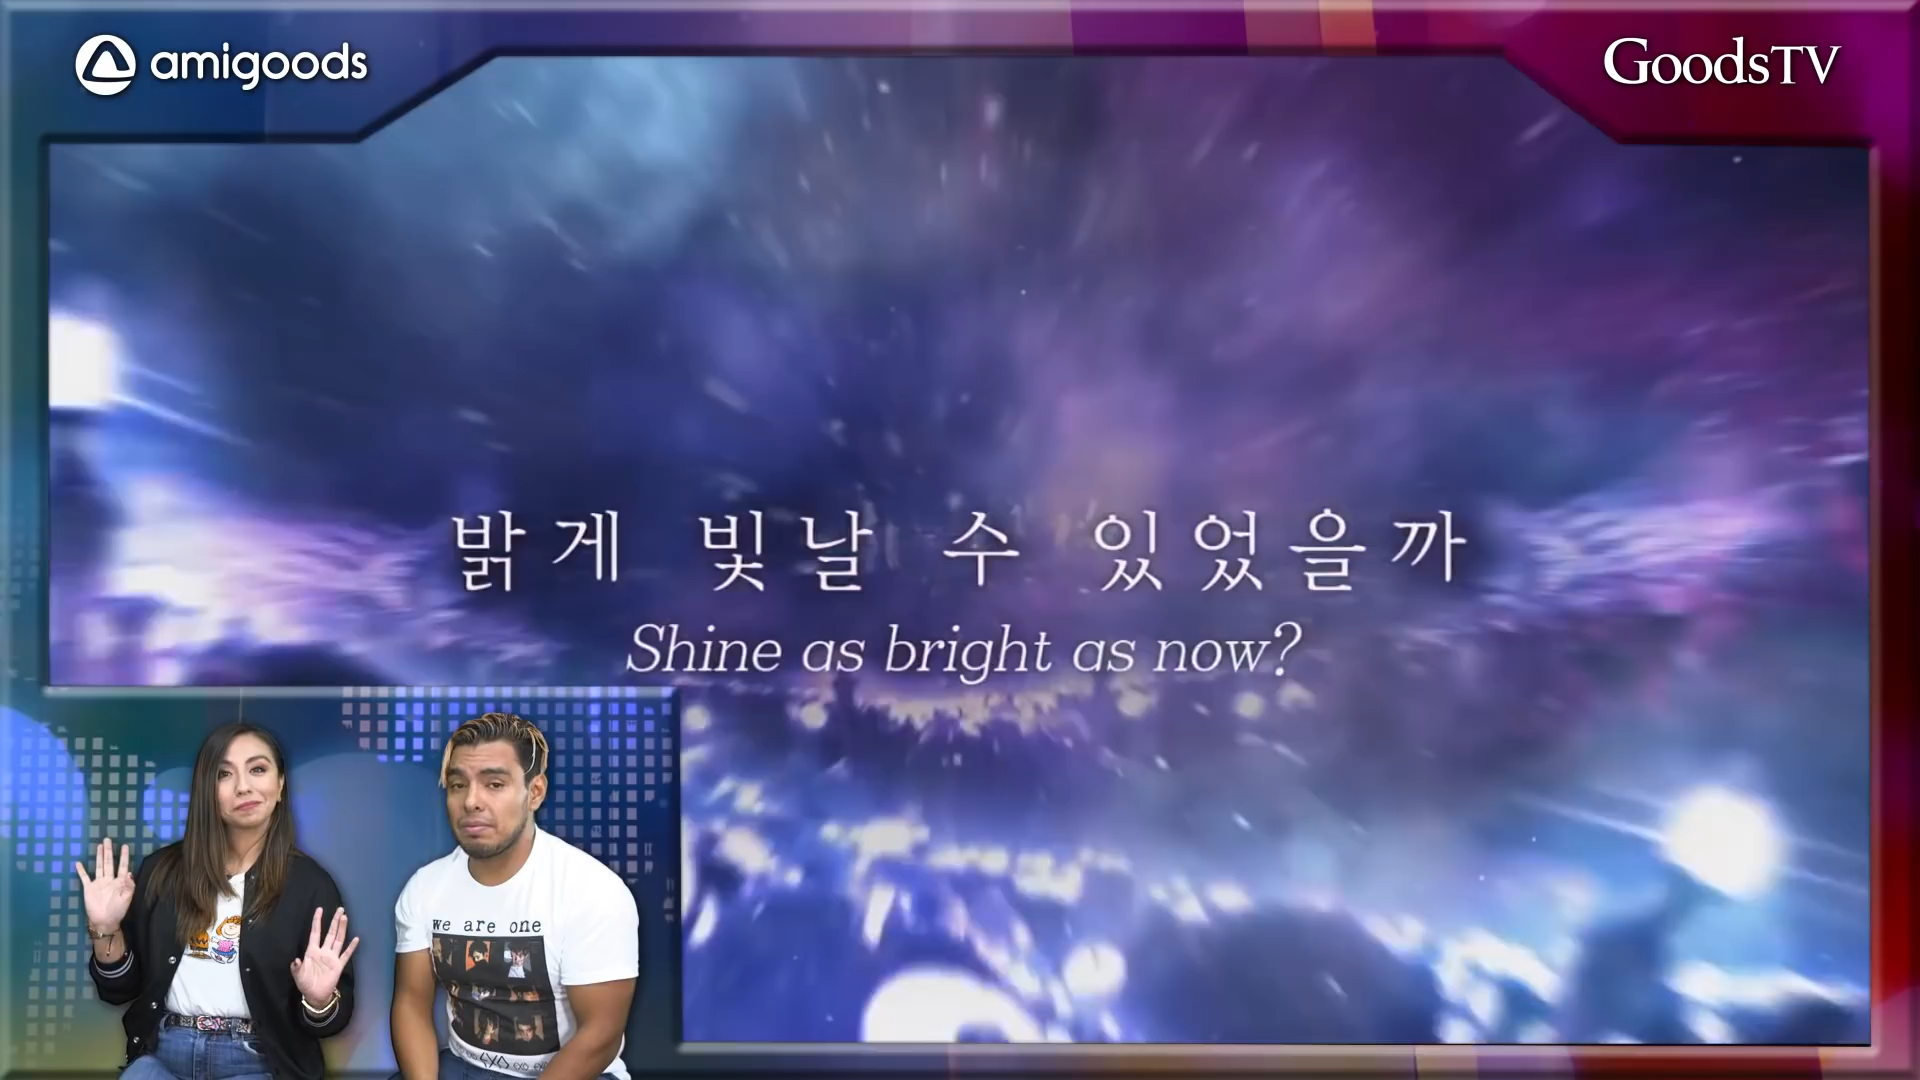 amigoods
GoodsTV
밝게 빛날 수 있었을까
Shine as bright as now?
we are one
EXO